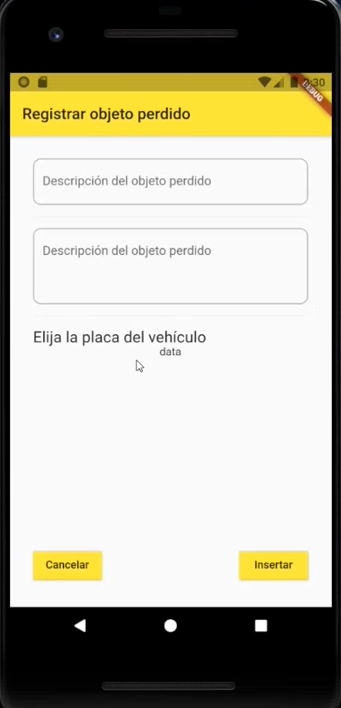 :30
DEBUG
Registrar objeto perdido
Descripción del objeto perdido
Descripción del objeto perdido
Elija la placa del vehículo
data
Cancelar
Insertar